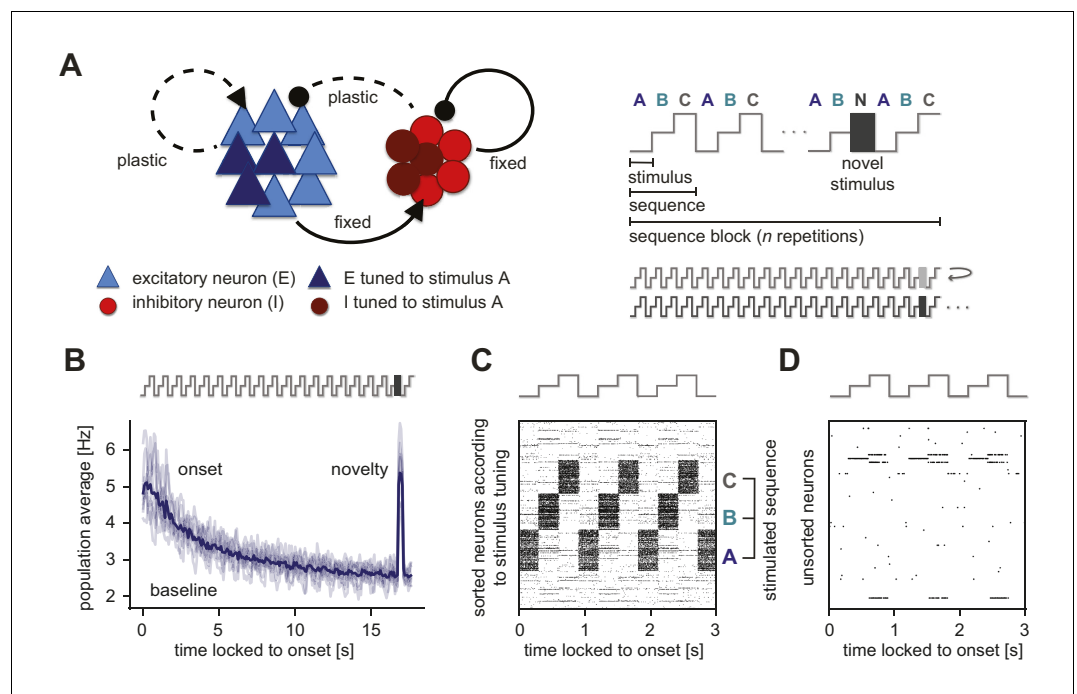 A
plastic
plastic
fixed
fixed
excitatory neuron (E)
E tuned to stimulus A
inhibitory neuron (I)
I tuned to stimulus A
A B C A B C A B N A B C
. . .
novel
stimulus
stimulus
sequence
sequence block (n repetitions)
. . .
B
population average [Hz]
6
5
4
3
2
onset
novelty
baseline
0 5 10 15
time locked to onset [s]
C
sorted neurons according
to stimulus tuning
C
B
A
stimulated sequence
0 1 2 3
time locked to onset [s]
D
unsorted neurons
0 1 2 3
time locked to onset [s]